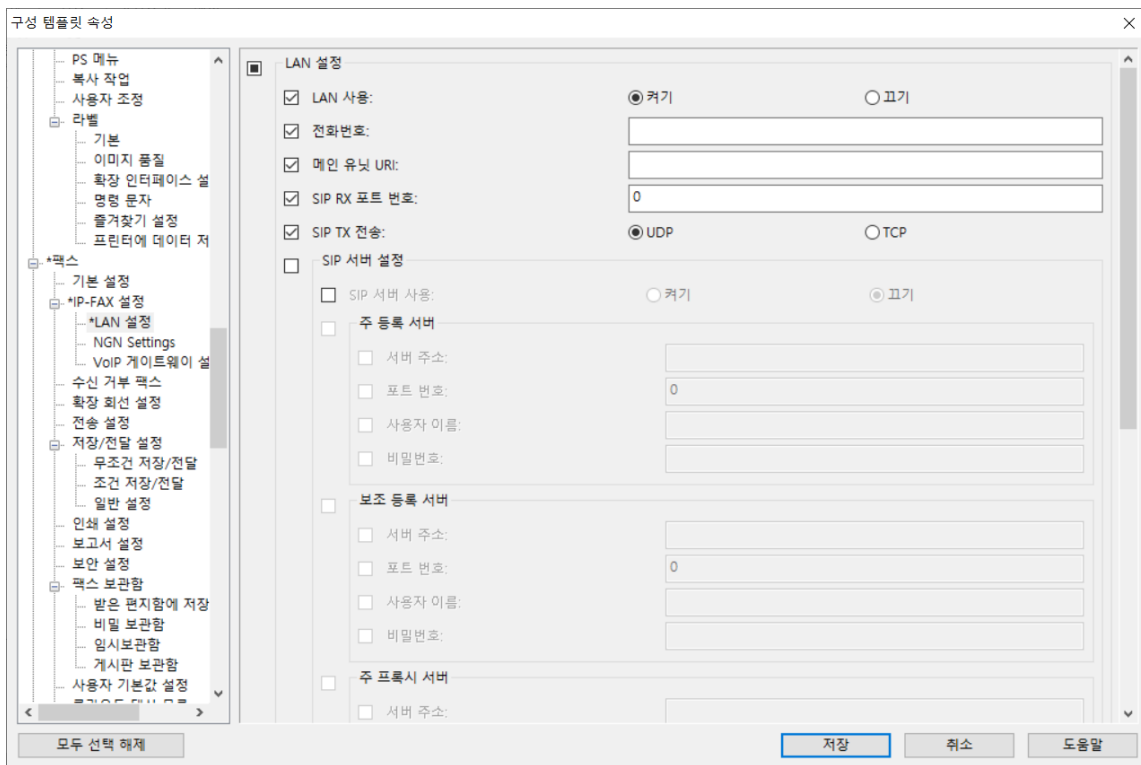 구성 템플릿 속성
PS 메뉴
복사 작업
사용자 조정
라벨
기본
이미지 품질
확장 인터페이스 설
명령 문자
즐겨찾기 설정
프린터에 데이터 저
*팩스
기본 설정
*IP-FAX 설정
*LAN 설정
NGN Settings
VoIP 게이트웨이 설
수신 거부 팩스
확장 회선 설정
전송 설정
저장/전달 설정
무조건 저장/전달
조건 저장/전달
일반 설정
인쇄 설정
보고서 설정
보안 설정
팩스 보관함
받은 편지함에 저장
비밀 보관함
임시보관함
게시판 보관함
사용자 기본값 설정
LAN 설정
LAN 사용: 켜기 끄기
전화번호:
메인 유닛 URI:
SIP RX 포트 번호: 0
SIP TX 전송: UDP TCP
SIP 서버 설정
SIP 서버 사용: 켜기 끄기
주 등록 서버
서버 주소:
포트 번호: 0
사용자 이름:
비밀번호:
보조 등록 서버
서버 주소:
포트 번호: 0
사용자 이름:
비밀번호:
주 프록시 서버
서버 주소:
모두 선택 해제 저장 취소 도움말